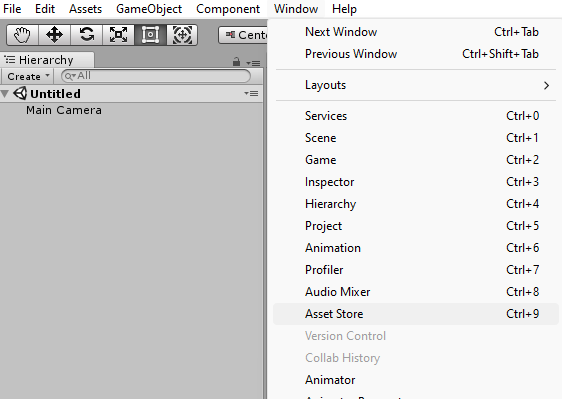 File Edit Assets GameObject Component Window Help
Cente
Hierarchy
Create All
Untitled
Main Camera
Next Window Ctrl+Tab
Previous Window Ctrl+Shift+Tab
Layouts
Services Ctrl+0
Scene Ctrl+1
Game Ctrl+2
Inspector Ctrl+3
Hierarchy Ctrl+4
Project Ctrl+5
Animation Ctrl+6
Profiler Ctrl+7
Audio Mixer Ctrl+8
Asset Store Ctrl+9
Version Control
Collab History
Animator